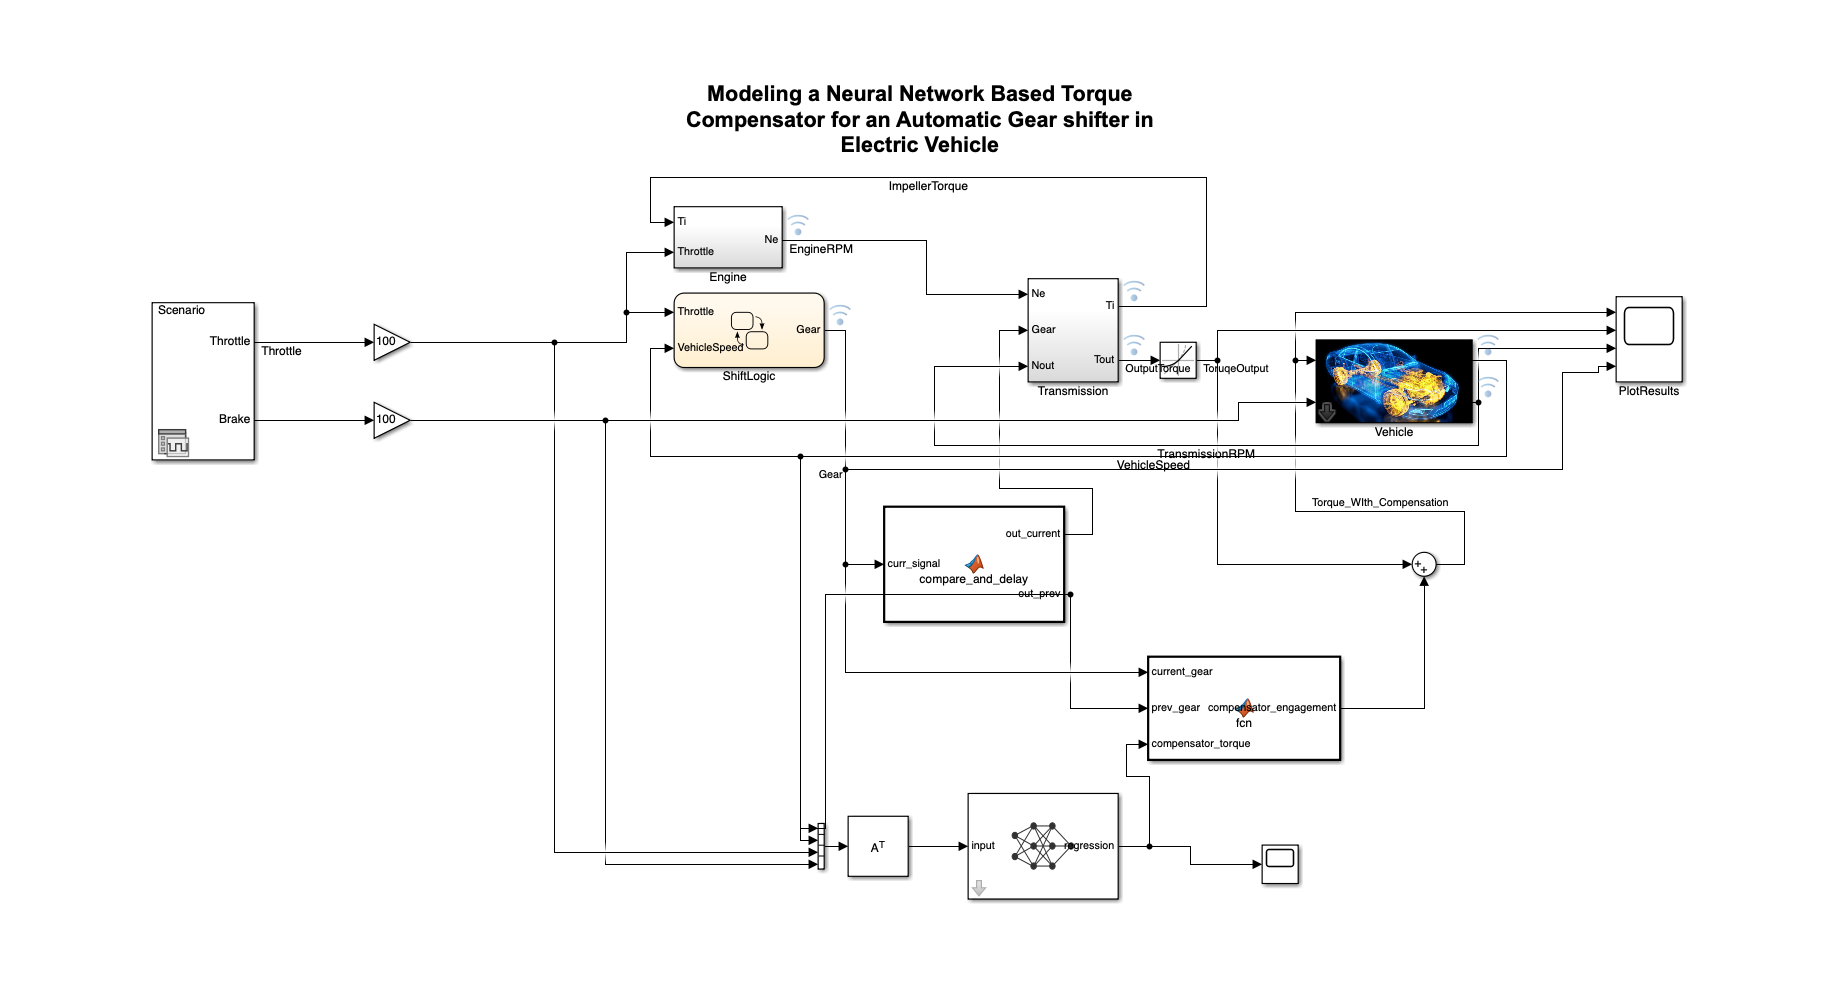 Modeling a Neural Network Based Torque
Compensator for an Automatic Gear shifter in
Electric Vehicle
ImpellerTorque
Ti
Throttle
Ne
EngineRPM
Engine
Scenario
Throttle
Throttle
100
Brake
100
Throttle
VehicleSpeed
Gear
ShiftLogic
Ne
Gear
Nout
Ti
Tout
Transmission
OutputTorque
ToruqeOutput
Vehicle
PlotResults
TransmissionRPM
VehicleSpeed
Gear
Torque_WIth_Compensation
out_current
curr_signal
compare_and_delay
out_prev
++
current_gear
prev_gear
compensator_engagement
fcn
compensator_torque
Aᵀ
input
regression